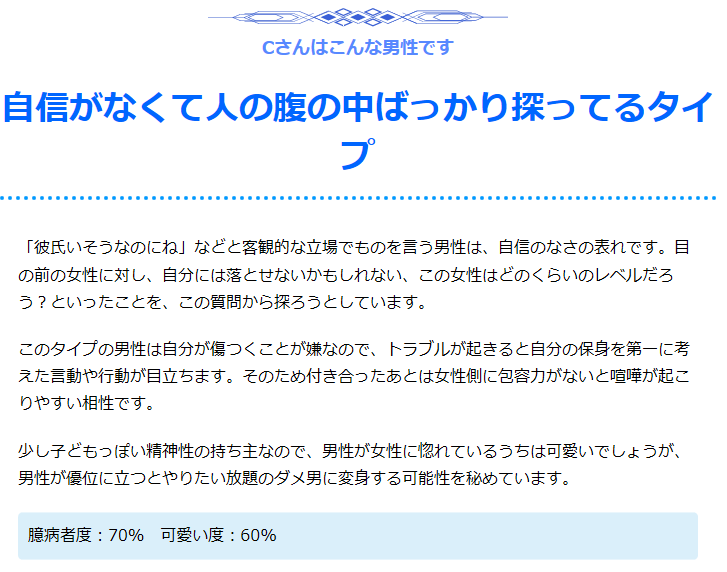 Cさんはこんな男性です
自信がなくて人の腹の中ばっかり探ってるタイ
プ
「彼氏いそうなのにね」などと客観的な立場でものを言う男性は、自信のなさの表れです。目
の前の女性に対し、自分には落とせないかもしれない、この女性はどのくらいのレベルだろ
う？といったことを、この質問から探ろうとしています。
このタイプの男性は自分が傷つくことが嫌なので、トラブルが起きると自分の保身を第一に考
えた言動や行動が目立ちます。そのため付き合ったあとは女性側に包容力がないと喧嘩が起こ
りやすい相性です。
少し子どもっぽい精神性の持ち主なので、男性が女性に惚れているうちは可愛いでしょうが、
男性が優位に立つとやりたい放題のダメ男に変身する可能性を秘めています。
臆病者度：70%　可愛い度：60%